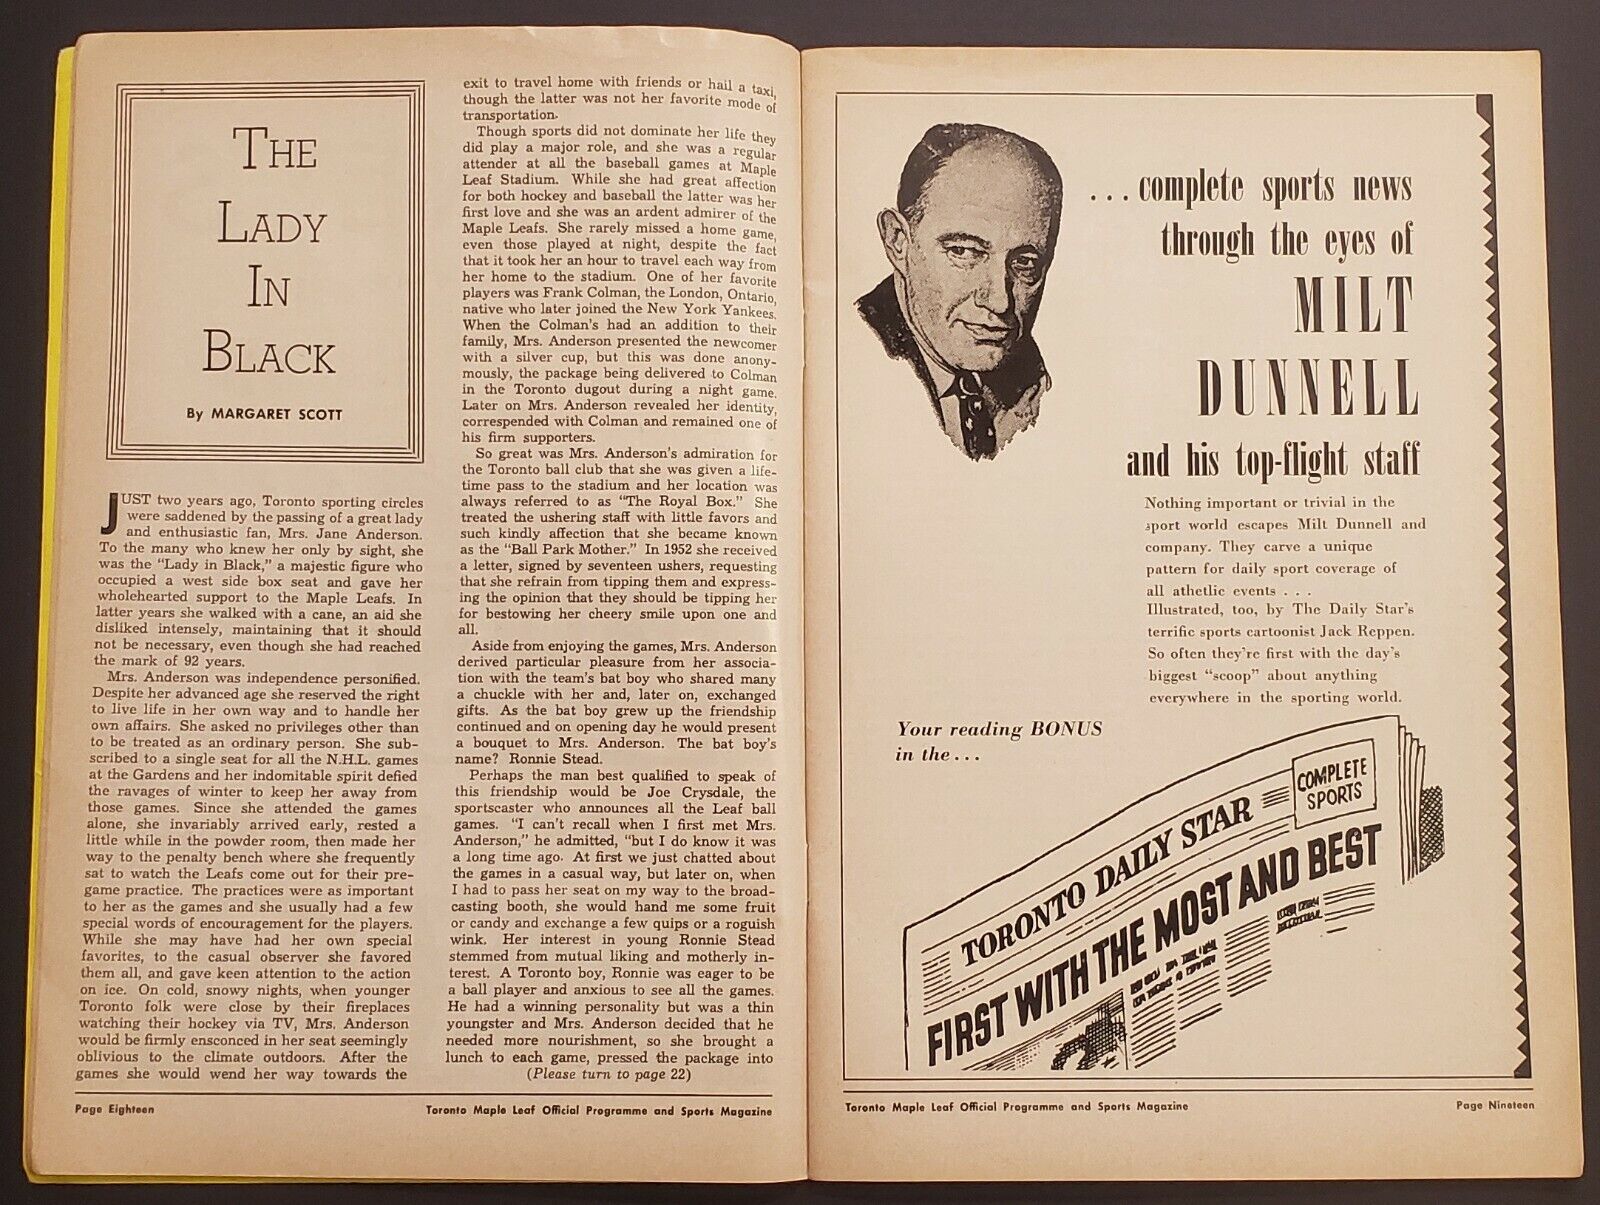 THE
LADY
IN
BLACK
By MARGARET SCOTT
JUST two years ago, Toronto sporting circles
were saddened by the passing of a great lady
and enthusiastic fan, Mrs. Jane Anderson.
To the many who knew her only by sight, she
was the "Lady in Black," a majestic figure who
occupied a west side box seat and gave her
wholehearted support to the Maple Leafs. In
latter years she walked with a cane, an aid she
disliked intensely, maintaining that it should
not be necessary, even though she had reached
the mark of 92 years.
Mrs. Anderson was independence personified.
Despite her advanced age she reserved the right
to live life in her own way and to handle her
own affairs. She asked no privileges other than
to be treated as an ordinary person. She sub-
scribed to a single seat for all the N.H.L. games
at the Gardens and her indomitable spirit defied
the ravages of winter to keep her away from
those games. Since she attended the games
alone, she invariably arrived early, rested a
little while in the powder room, then made her
way to the penalty bench where she frequently
sat to watch the Leafs come out for their pre-
game practice. The practices were as important
to her as the games and she usually had a few
special words of encouragement for the players.
While she may have had her own special
favorites, to the casual observer she favored
them all, and gave keen attention to the action
on ice. On cold, snowy nights, when younger
Toronto folk were close by their fireplaces
watching their hockey via TV, Mrs. Anderson
would be firmly ensconced in her seat seemingly
oblivious to the climate outdoors. After the
games she would wend her way towards the
exit to travel home with friends or hail a taxi,
though the latter was not her favorite mode of
transportation.
Though sports did not dominate her life they
did play a major role, and she was a regular
attender at all the baseball games at Maple
Leaf Stadium. While she had great affection
for both hockey and baseball the latter was her
first love and she was an ardent admirer of the
Maple Leafs. She rarely missed a home game,
even those played at night, despite the fact
that it took her an hour to travel each way from
her home to the stadium. One of her favorite
players was Frank Colman, the London, Ontario,
native who later joined the New York Yankees.
When the Colman's had an addition to their
family, Mrs. Anderson presented the newcomer
with a silver cup, but this was done anony-
mously, the package being delivered to Colman
in the Toronto dugout during a night game.
Later on Mrs. Anderson revealed her identity,
correspended with Colman and remained one of
his firm supporters.
So great was Mrs. Anderson's admiration for
the Toronto ball club that she was given a life-
time pass to the stadium and her location was
always referred to as "The Royal Box." She
treated the ushering staff with little favors and
such kindly affection that she became known
as the "Ball Park Mother." In 1952 she received
a letter, signed by seventeen ushers, requesting
that she refrain from tipping them and express-
ing the opinion that they should be tipping her
for bestowing her cheery smile upon one and
all.
Aside from enjoying the games, Mrs. Anderson
derived particular pleasure from her associa-
tion with the team's bat boy who shared many
a chuckle with her and, later on, exchanged
gifts. As the bat boy grew up the friendship
continued and on opening day he would present
a bouquet to Mrs. Anderson. The bat boy's
name? Ronnie Stead.
Perhaps the man best qualified to speak of
this friendship would be Joe Crysdale, the
sportscaster who announces all the Leaf ball
games. "I can't recall when I first met Mrs.
Anderson," he admitted, "but I do know it was
a long time ago. At first we just chatted about
the games in a casual way, but later on, when
I had to pass her seat on my way to the broad-
casting booth, she would hand me some fruit
or candy and exchange a few quips or a roguish
wink. Her interest in young Ronnie Stead
stemmed from mutual liking and motherly in-
terest. A Toronto boy, Ronnie was eager to be
a ball player and anxious to see all the games.
He had a winning personality but was a thin
youngster and Mrs. Anderson decided that he
needed more nourishment, so she brought a
lunch to each game, pressed the package into
(Please turn to page 22)
Page Eighteen
Toronto Maple Leaf Official Programme and Sports Magazine
. . . complete sports news
through the eyes of
MILT
DUNNELL
and his top-flight staff
Nothing important or trivial in the
sport world escapes Milt Dunnell and
company. They carve a unique
pattern for daily sport coverage of
all athetlic events . . .
Illustrated, too, by The Daily Star's
terrific sports cartoonist Jack Reppen.
So often they're first with the day's
biggest "scoop" about anything
everywhere in the sporting world.
Your reading BONUS
in the . . .
COMPLETE
SPORTS
TORONTO DAILY STAR
FIRST WITH THE MOST AND BEST
Toronto Maple Leaf Official Programme and Sports Magazine
Page Nineteen